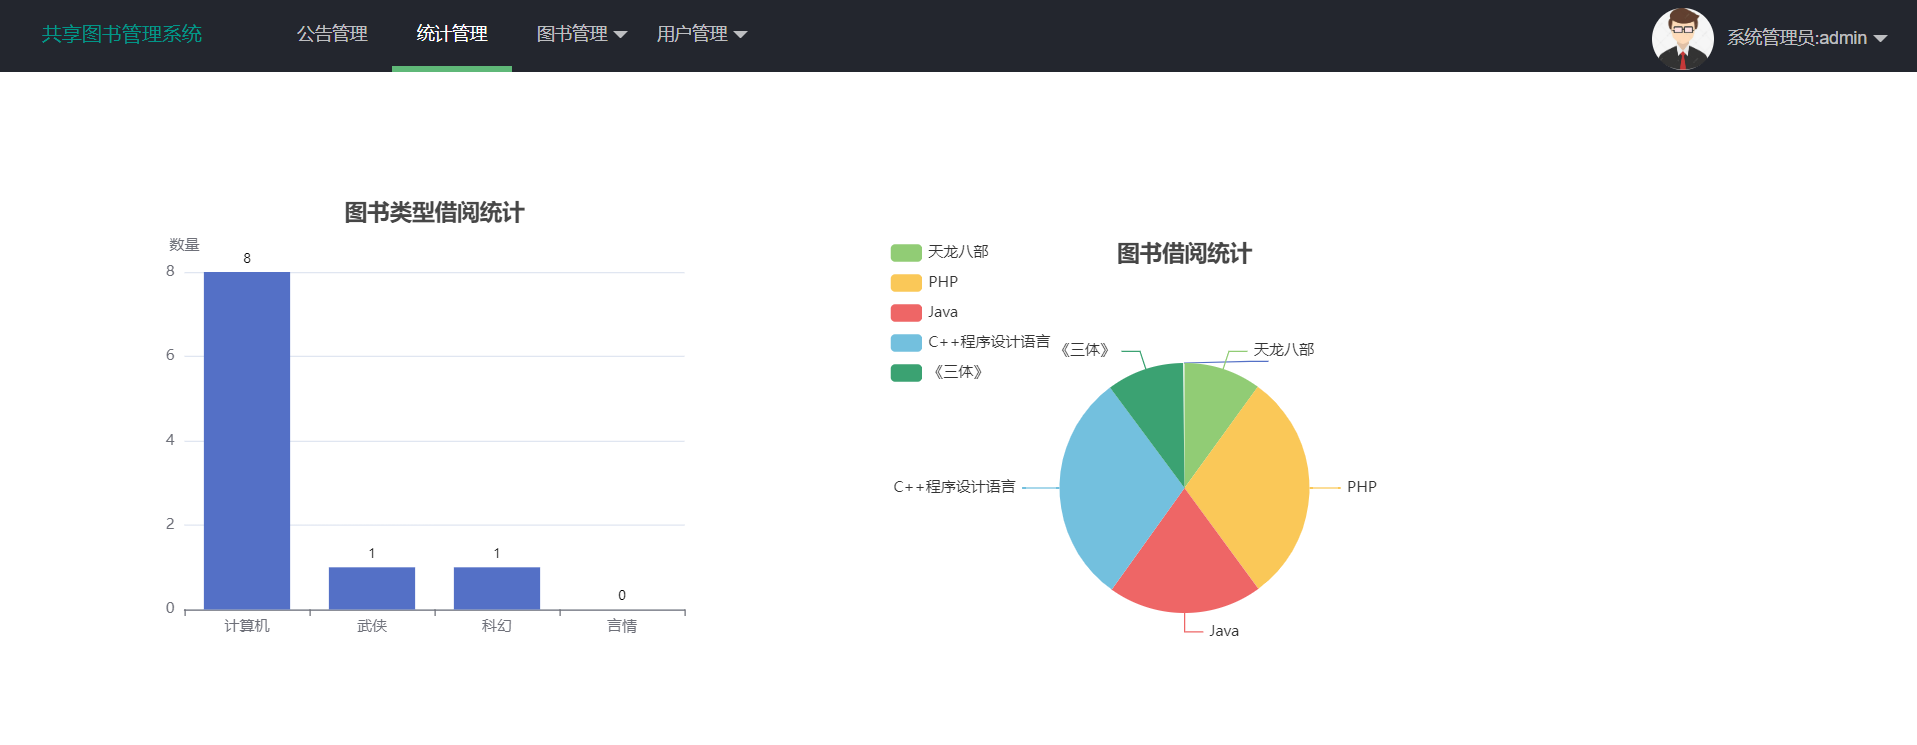 共享图书管理系统
公告管理
统计管理
图书管理
用户管理
系统管理员:admin
图书类型借阅统计
数量
8
6
4
2
0
8
1
1
0
计算机
武侠
科幻
言情
图书借阅统计
天龙八部
PHP
Java
C++程序设计语言
《三体》
《三体》
天龙八部
C++程序设计语言
PHP
Java